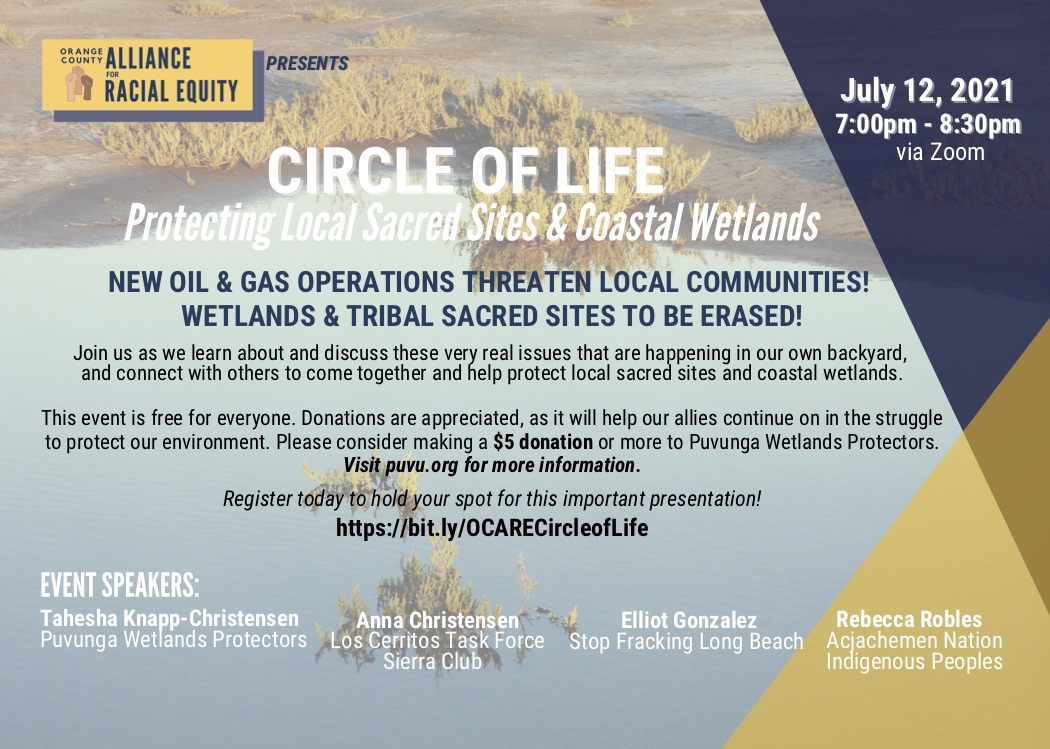 ORANGE COUNTY ALLIANCE
FOR
RACIAL EQUITY
PRESENTS
July 12, 2021
7:00pm - 8:30pm
via Zoom
CIRCLE OF LIFE
Protecting Local Sacred Sites & Coastal Wetlands
NEW OIL & GAS OPERATIONS THREATEN LOCAL COMMUNITIES!
WETLANDS & TRIBAL SACRED SITES TO BE ERASED!
Join us as we learn about and discuss these very real issues that are happening in our own backyard,
and connect with others to come together and help protect local sacred sites and coastal wetlands.
This event is free for everyone. Donations are appreciated, as it will help our allies continue on in the struggle
to protect our environment. Please consider making a $5 donation or more to Puvunga Wetlands Protectors.
Visit puvu.org for more information.
Register today to hold your spot for this important presentation!
https://bit.ly/OCARECircleofLife
EVENT SPEAKERS:
Tahesha Knapp-Christensen
Puvunga Wetlands Protectors
Anna Christensen
Los Cerritos Task Force
Sierra Club
Elliot Gonzalez
Stop Fracking Long Beach
Rebecca Robles
Acjachemen Nation
Indigenous Peoples